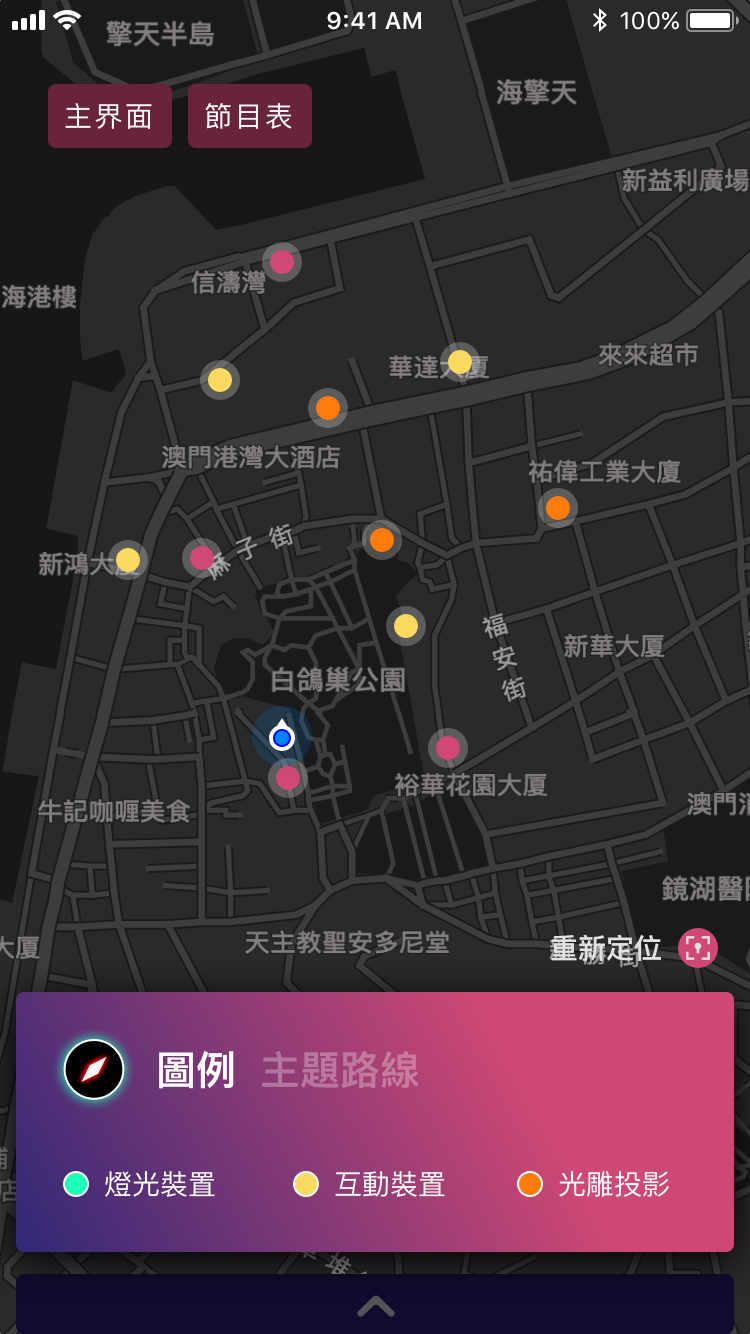 9:41 AM
100%
擎天半島
海擎天
主界面
節目表
新益利廣場
信濤灣
海港樓
華達大廈
來來超市
澳門港灣大酒店
祐偉工業大廈
麻子街
新鴻大廈
福安街
新華大廈
白鴿巢公園
裕華花園大廈
牛記咖喱美食
澳門
鏡湖醫
大廈
天主教聖安多尼堂
重新定位
街
圖例
主題路線
燈光裝置
互動裝置
光雕投影